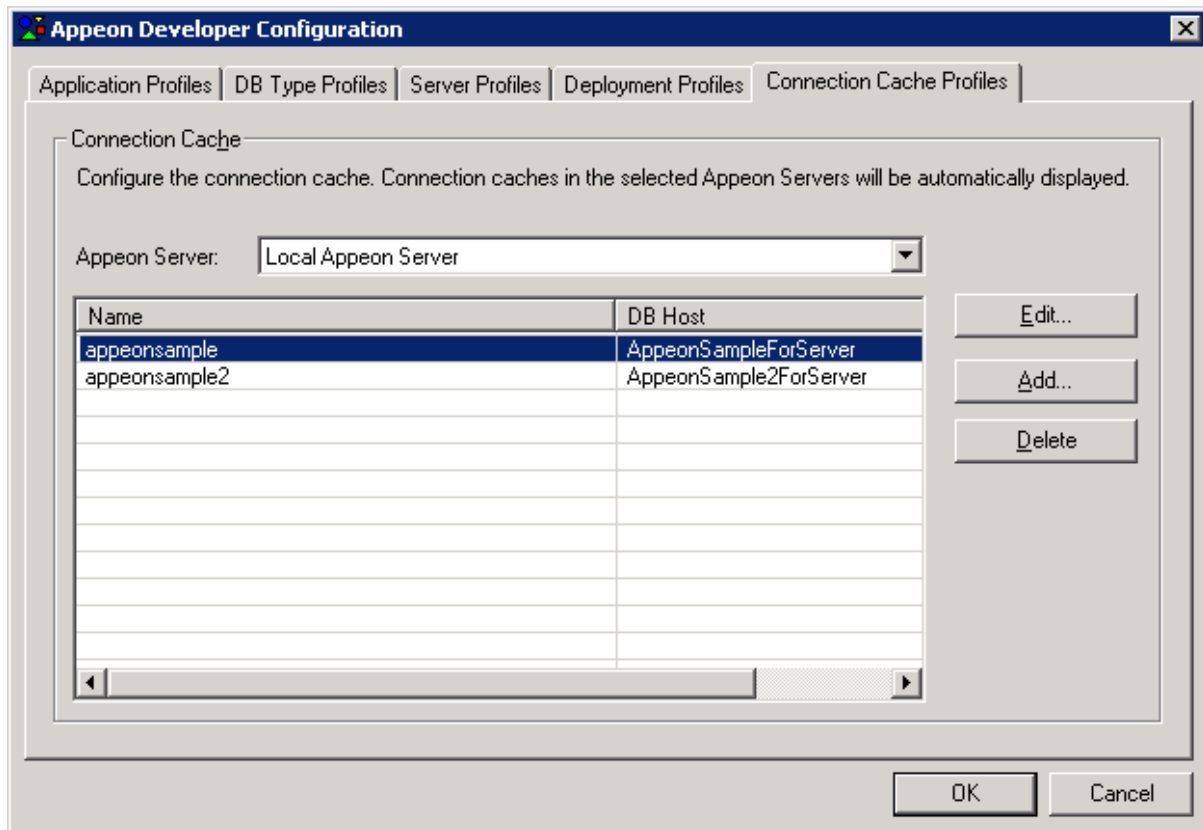 Appeon Developer Configuration
Application Profiles DB Type Profiles Server Profiles Deployment Profiles Connection Cache Profiles
Connection Cache
Configure the connection cache. Connection caches in the selected Appeon Servers will be automatically displayed.
Appeon Server: Local Appeon Server
Name DB Host
Edit...
appeonsample AppeonSampleForServer
appeonsample2 AppeonSample2ForServer
Add...
Delete
OK Cancel